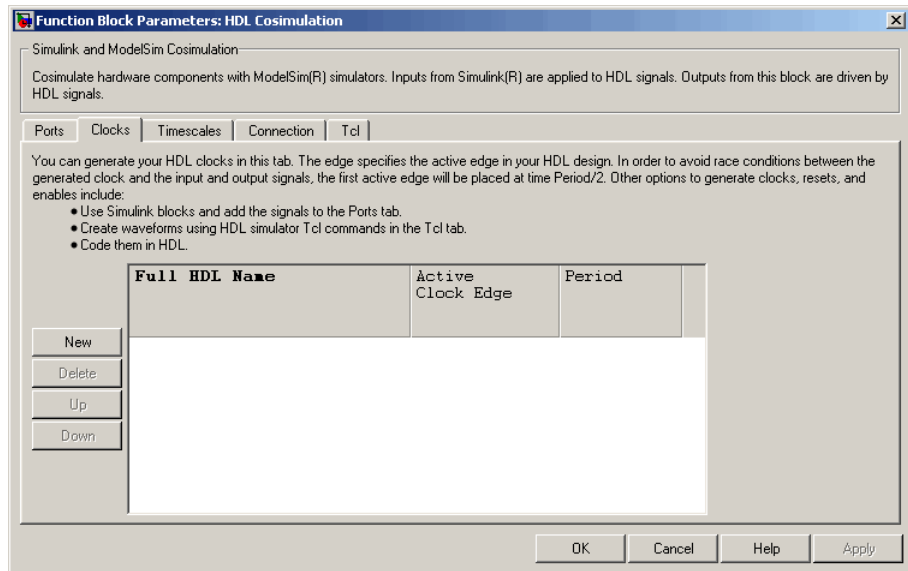 Function Block Parameters: HDL Cosimulation
Simulink and ModelSim Cosimulation
Cosimulate hardware components with ModelSim(R) simulators. Inputs from Simulink(R) are applied to HDL signals. Outputs from this block are driven by
HDL signals.
Ports Clocks Timescales Connection Tcl
You can generate your HDL clocks in this tab. The edge specifies the active edge in your HDL design. In order to avoid race conditions between the
generated clock and the input and output signals, the first active edge will be placed at time Period/2. Other options to generate clocks, resets, and
enables include:
● Use Simulink blocks and add the signals to the Ports tab.
● Create waveforms using HDL simulator Tcl commands in the Tcl tab.
● Code them in HDL.
Full HDL Name Active Period
Clock Edge
New
Delete
Up
Down
OK Cancel Help Apply